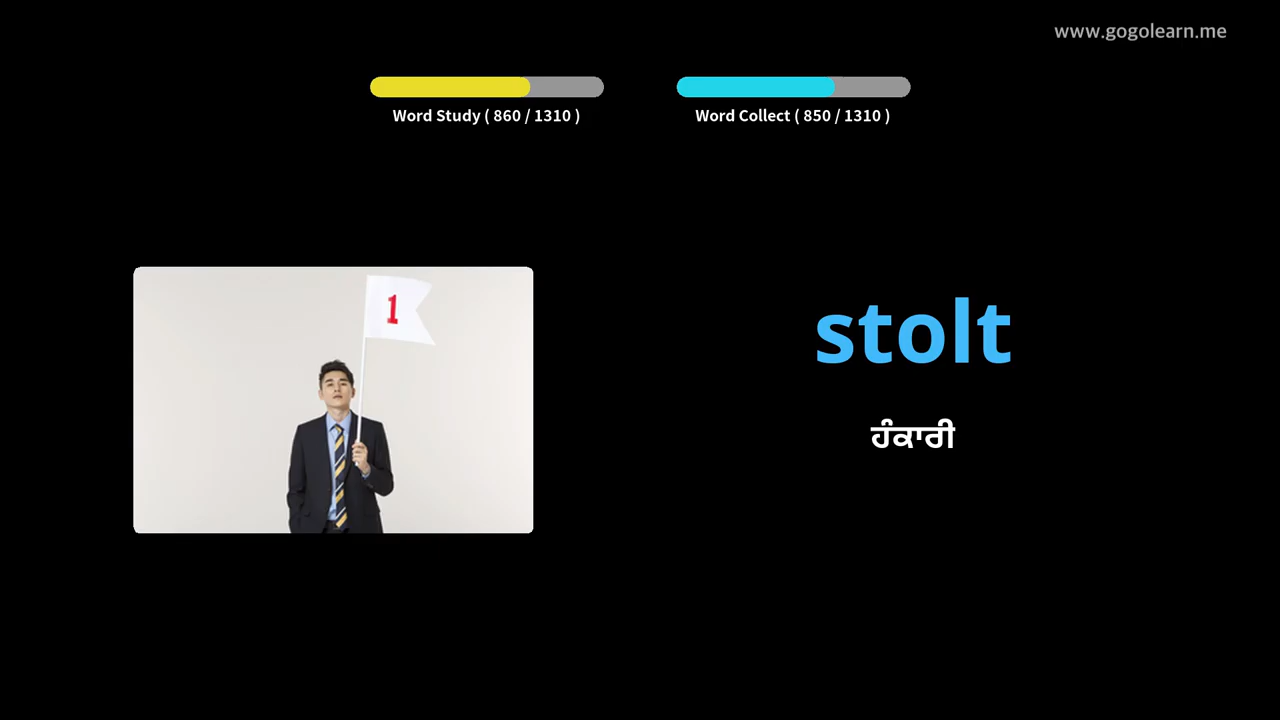 www.gogolearn.me
Word Study ( 860 / 1310 )
Word Collect ( 850 / 1310 )
1
stolt
ਹੰਕਾਰੀ